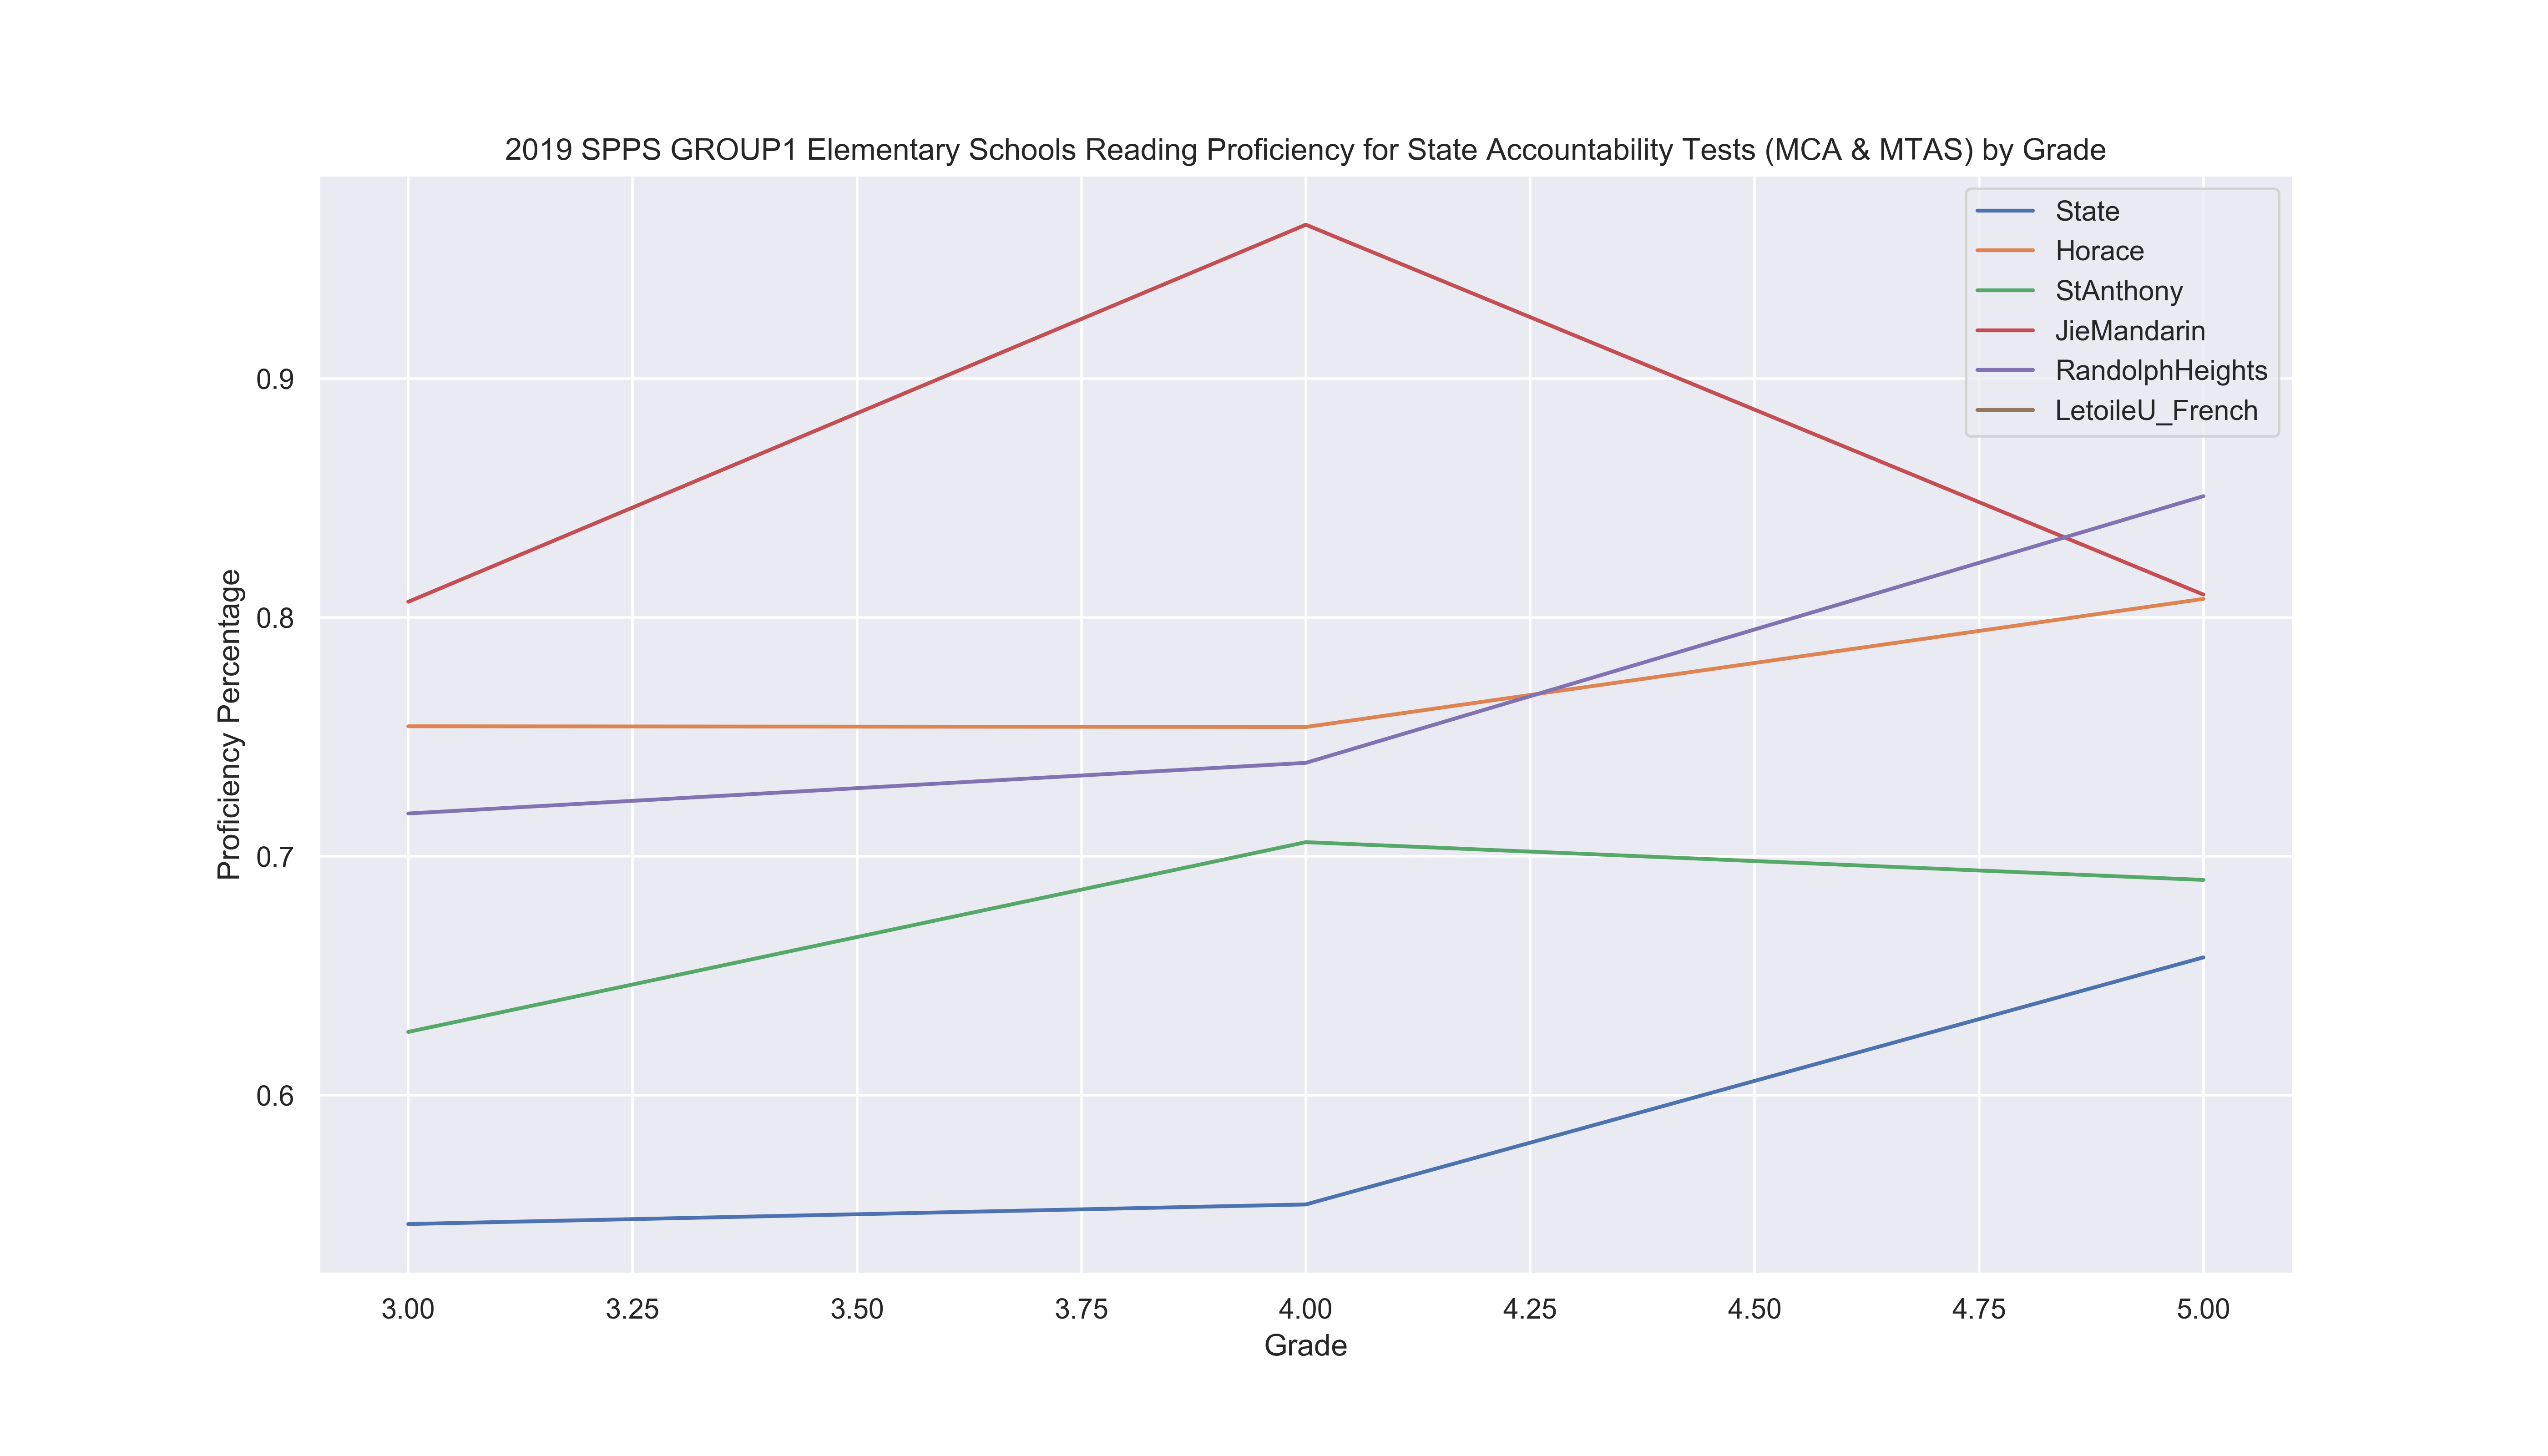 2019 SPPS GROUP1 Elementary Schools Reading Proficiency for State Accountability Tests (MCA & MTAS) by Grade
State
Horace
StAnthony
JieMandarin
RandolphHeights
LetoileU_French
0.9
0.8
0.7
0.6
Proficiency Percentage
3.00 3.25 3.50 3.75 4.00 4.25 4.50 4.75 5.00
Grade